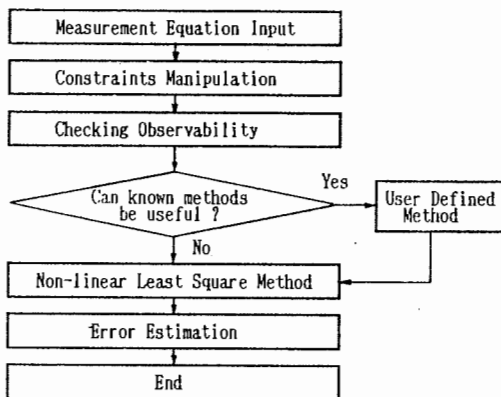 Measurement Equation Input
Constraints Manipulation
Checking Observability
Can known methods
be useful ?
Yes
User Defined
Method
No
Non-linear Least Square Method
Error Estimation
End